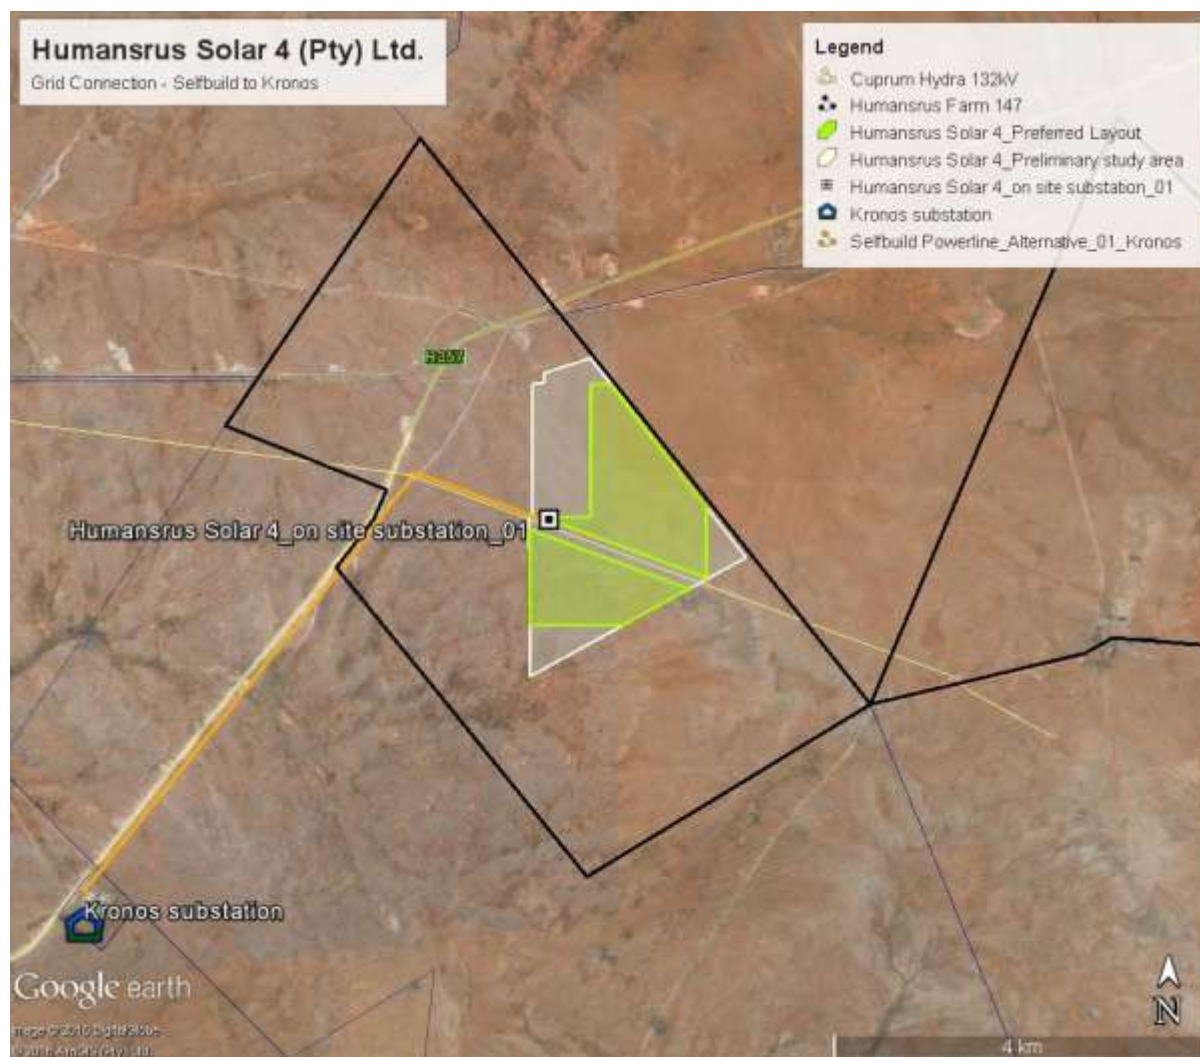 Humansrus Solar 4 (Pty) Ltd.
Grid Connection - Selfbuild to Kronos
Legend
Cuprum Hydra 132kV
Humansrus Farm 147
Humansrus Solar 4_Preferred Layout
Humansrus Solar 4_Preliminary study area
Humansrus Solar 4_on site substation_01
Kronos substation
Selfbuild Powerline_Alternative_01_Kronos
R357
Humansrus Solar 4_on site substation_01
Kronos substation
Google earth
N
4 km